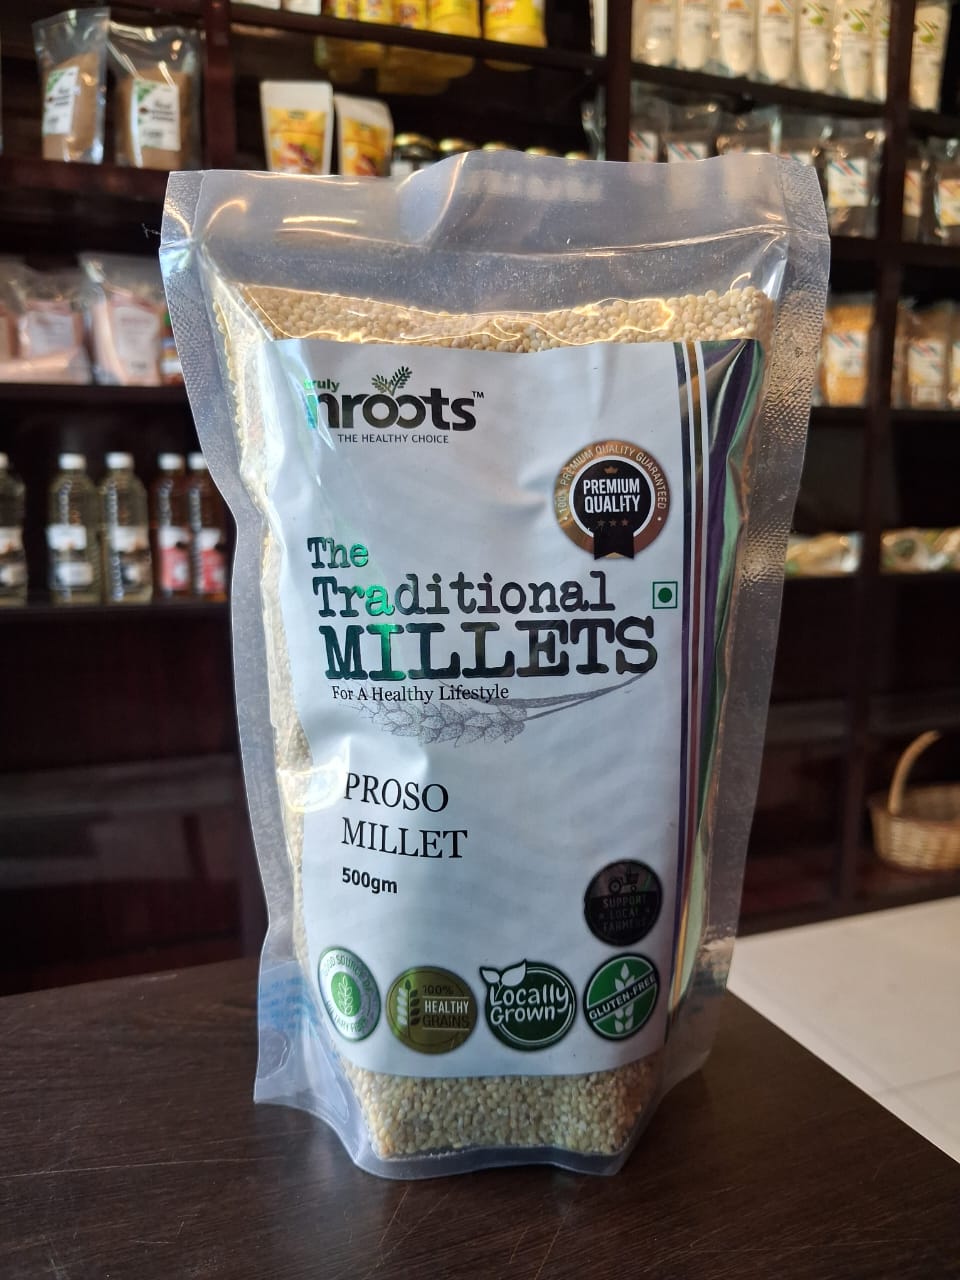 truly
nroots™
THE HEALTHY CHOICE
100% PREMIUM QUALITY GUARANTEED
PREMIUM
QUALITY
The
Traditional
MILLETS
For A Healthy Lifestyle
PROSO
MILLET
500gm
SUPPORT
LOCAL
FARMERS
100%
HEALTHY
GRAINS
Locally
Grown
GLUTEN-FREE